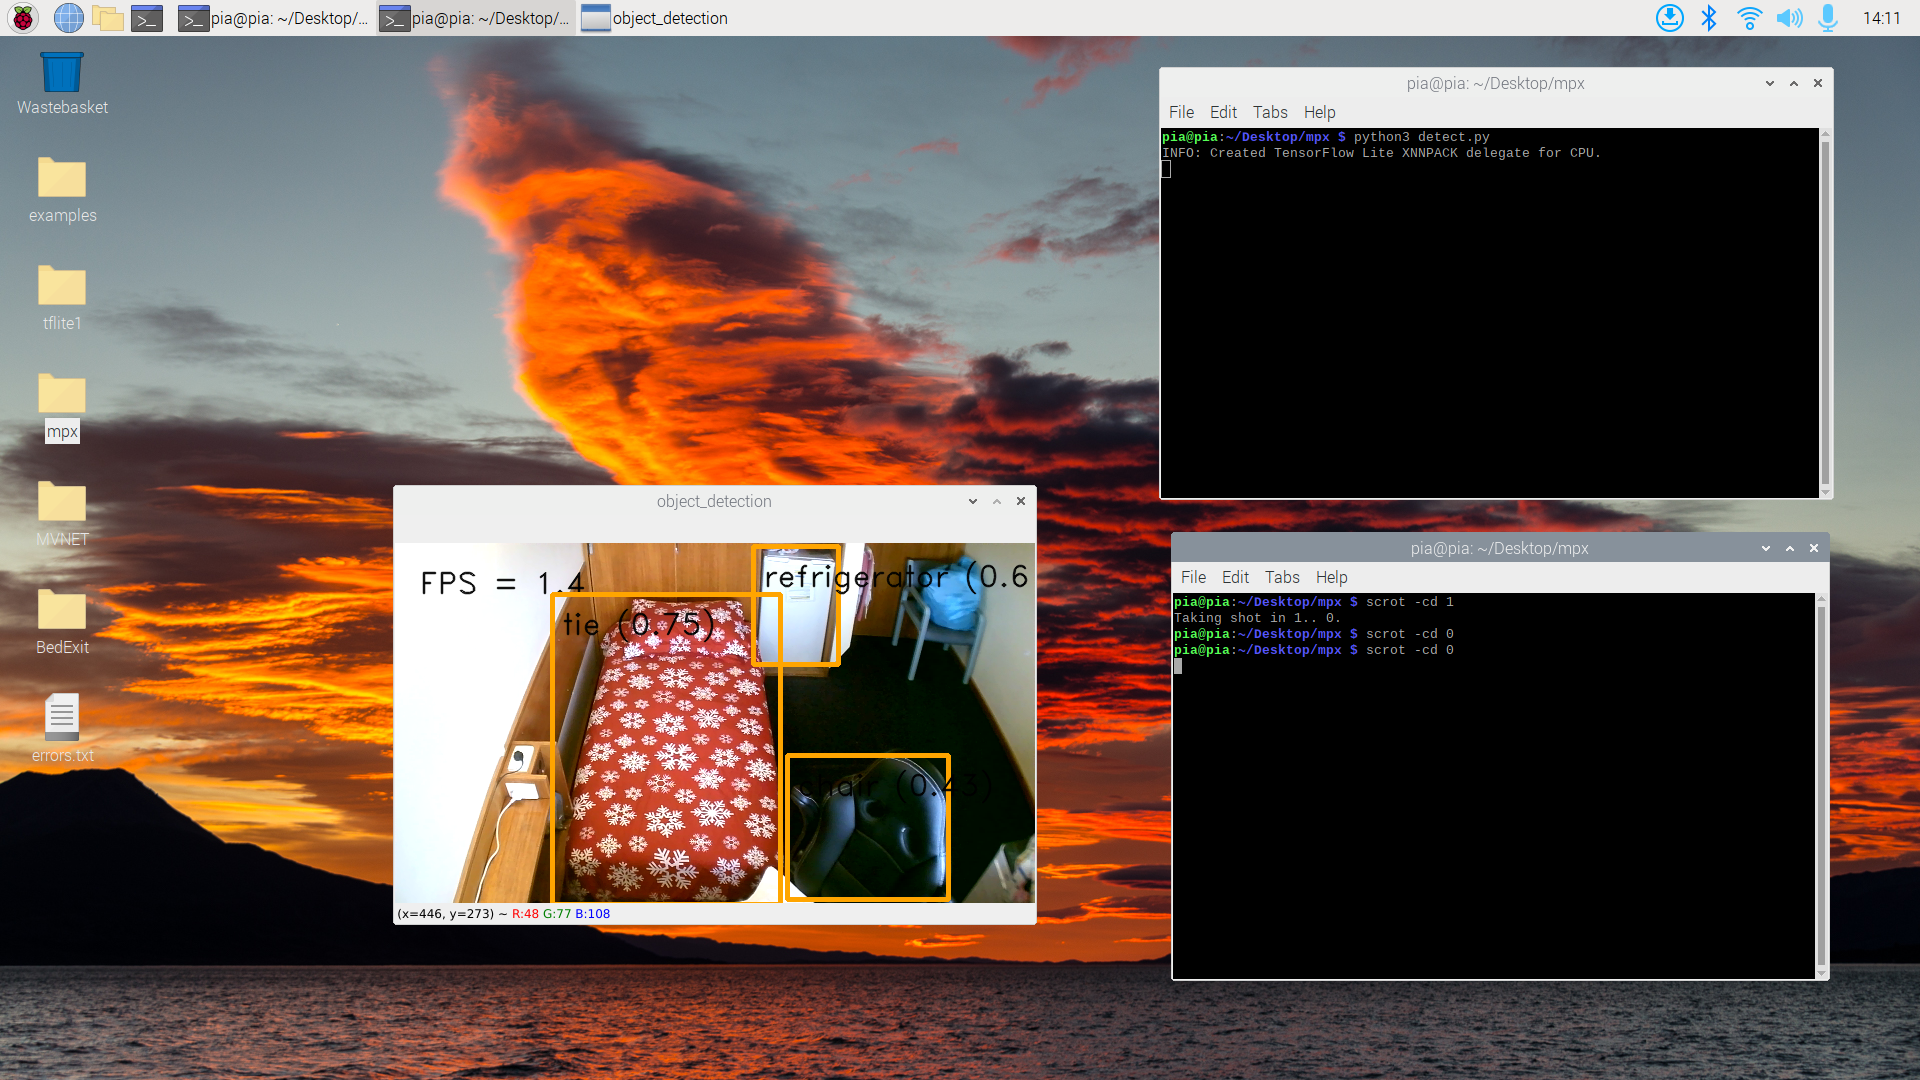 pia@pia: ~/Desktop/...
pia@pia: ~/Desktop/...
object_detection
14:11
Wastebasket
examples
tflite1
mpx
MVNET
BedExit
errors.txt
pia@pia: ~/Desktop/mpx
File Edit Tabs Help
pia@pia:~/Desktop/mpx $ python3 detect.py
INFO: Created TensorFlow Lite XNNPACK delegate for CPU.
object_detection
FPS = 1.4
refrigerator (0.6
tie (0.75)
chair (0.43)
(x=446, y=273) ~ R:48 G:77 B:108
pia@pia: ~/Desktop/mpx
File Edit Tabs Help
pia@pia:~/Desktop/mpx $ scrot -cd 1
Taking shot in 1.. 0.
pia@pia:~/Desktop/mpx $ scrot -cd 0
pia@pia:~/Desktop/mpx $ scrot -cd 0